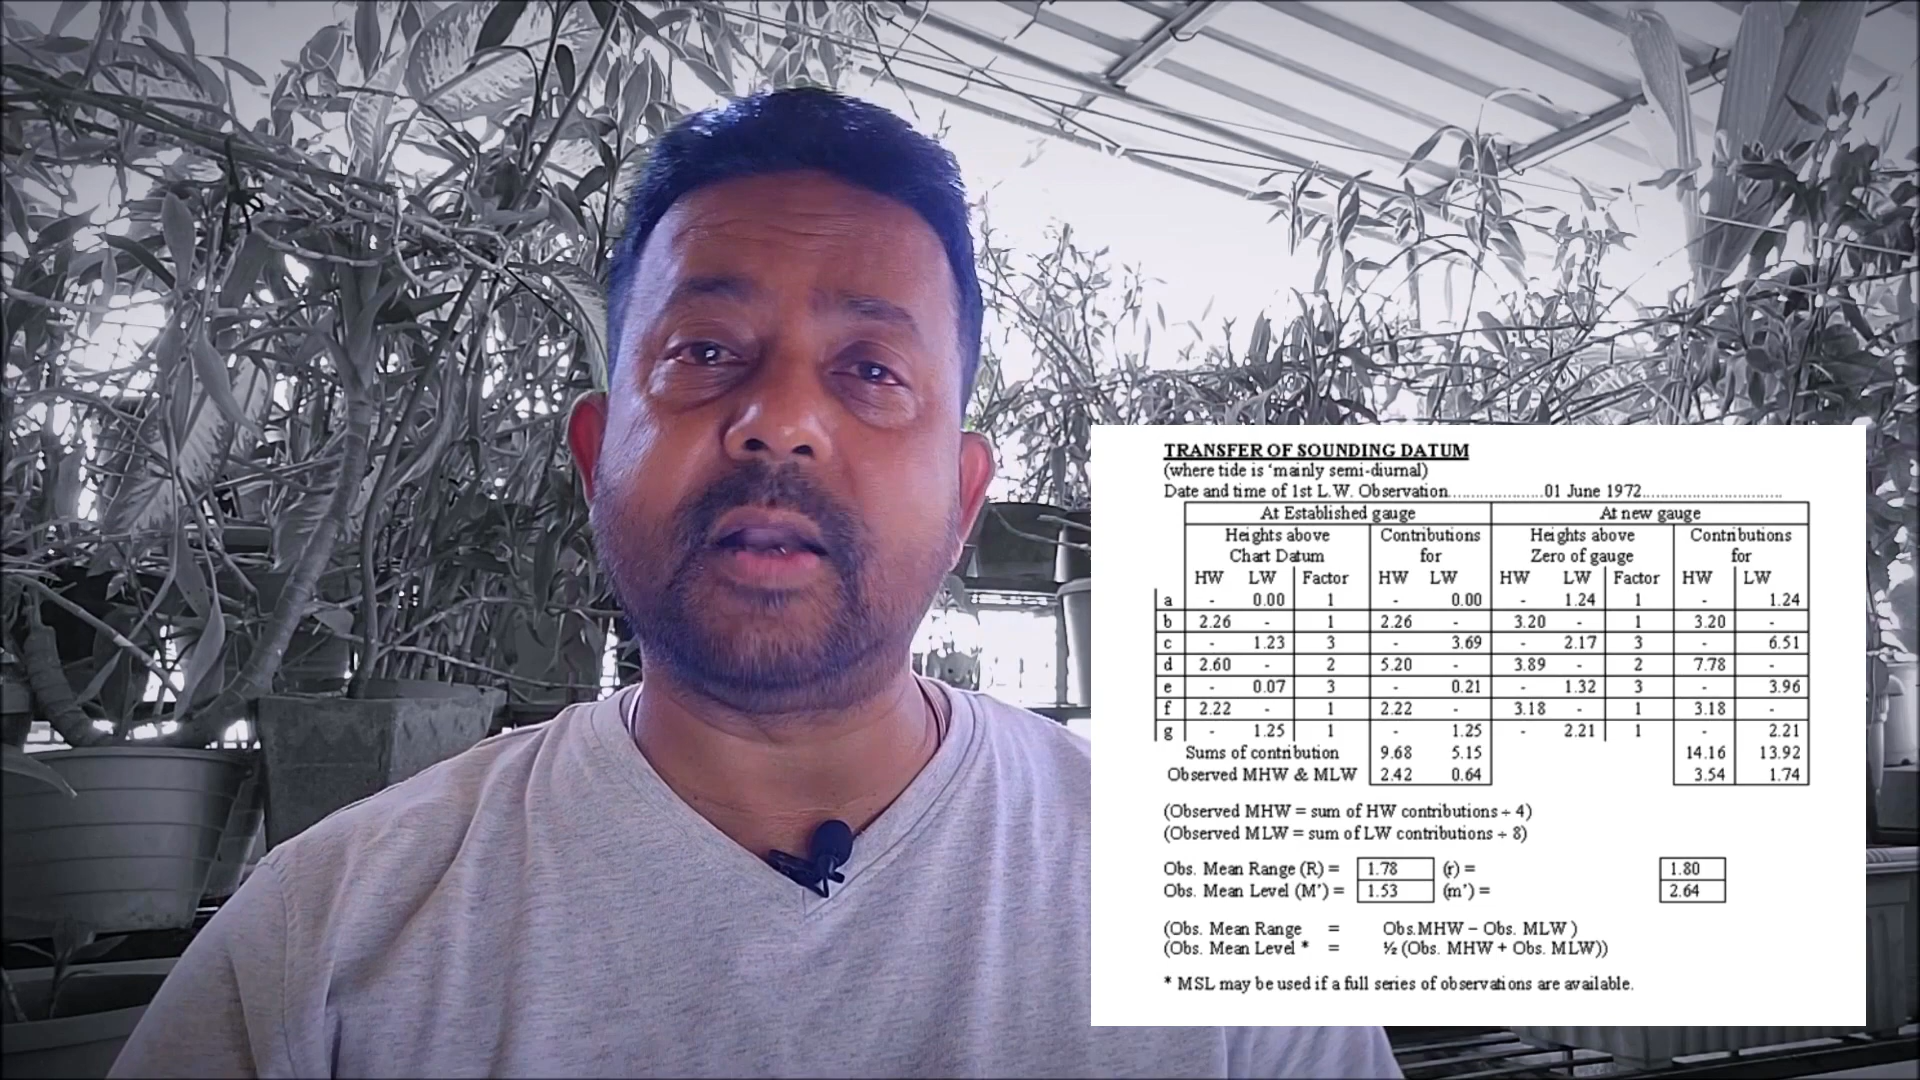 TRANSFER OF SOUNDING DATUM
(where tide is ‘mainly semi-diurnal)
Date and time of 1st L.W. Observation......................01 June 1972.................................
At Established gauge At new gauge
Heights above Contributions Heights above Contributions
Chart Datum for Zero of gauge for
HW LW Factor HW LW HW LW Factor HW LW
a - 0.00 1 - 0.00 - 1.24 1 - 1.24
b 2.26 - 1 2.26 - 3.20 - 1 3.20 -
c - 1.23 3 - 3.69 - 2.17 3 - 6.51
d 2.60 - 2 5.20 - 3.89 - 2 7.78 -
e - 0.07 3 - 0.21 - 1.32 3 - 3.96
f 2.22 - 1 2.22 - 3.18 - 1 3.18 -
g - 1.25 1 - 1.25 - 2.21 1 - 2.21
Sums of contribution 9.68 5.15 14.16 13.92
Observed MHW & MLW 2.42 0.64 3.54 1.74
(Observed MHW = sum of HW contributions ÷ 4)
(Observed MLW = sum of LW contributions ÷ 8)
Obs. Mean Range (R) = 1.78 (r) = 1.80
Obs. Mean Level (M’) = 1.53 (m’) = 2.64
(Obs. Mean Range = Obs.MHW – Obs. MLW )
(Obs. Mean Level * = ½ (Obs. MHW + Obs. MLW))
* MSL may be used if a full series of observations are available.